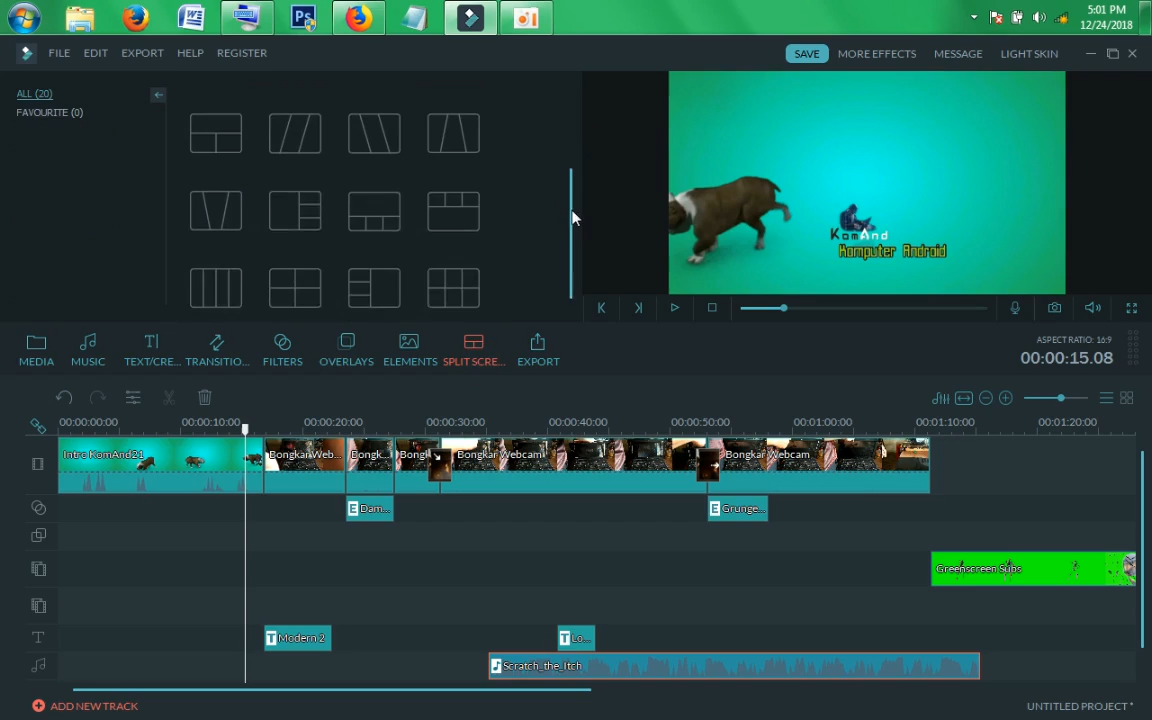 Ps
5:01 PM
12/24/2018
FILE EDIT EXPORT HELP REGISTER
SAVE MORE EFFECTS MESSAGE LIGHT SKIN
ALL (20)
FAVOURITE (0)
KomAnd
Komputer Android
MEDIA MUSIC TEXT/CRE... TRANSITIO... FILTERS OVERLAYS ELEMENTS SPLIT SCRE... EXPORT
ASPECT RATIO: 16:9
00:00:15.08
00:00:00:00 00:00:10:00 00:00:20:00 00:00:30:00 00:00:40:00 00:00:50:00 00:01:00:00 00:01:10:00 00:01:20:00
Intro KomAnd21 Bongkar Web... Bongk... Bong Bongkar Webcam Bongkar Webcam
E Dam... E Grunge...
Greenscreen Subs
T Modern 2 T Lo...
Scratch_the_Itch
ADD NEW TRACK
UNTITLED PROJECT *